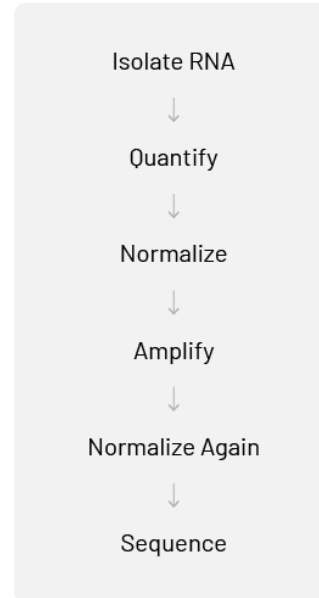 Isolate RNA
↓
Quantify
↓
Normalize
↓
Amplify
↓
Normalize Again
↓
Sequence